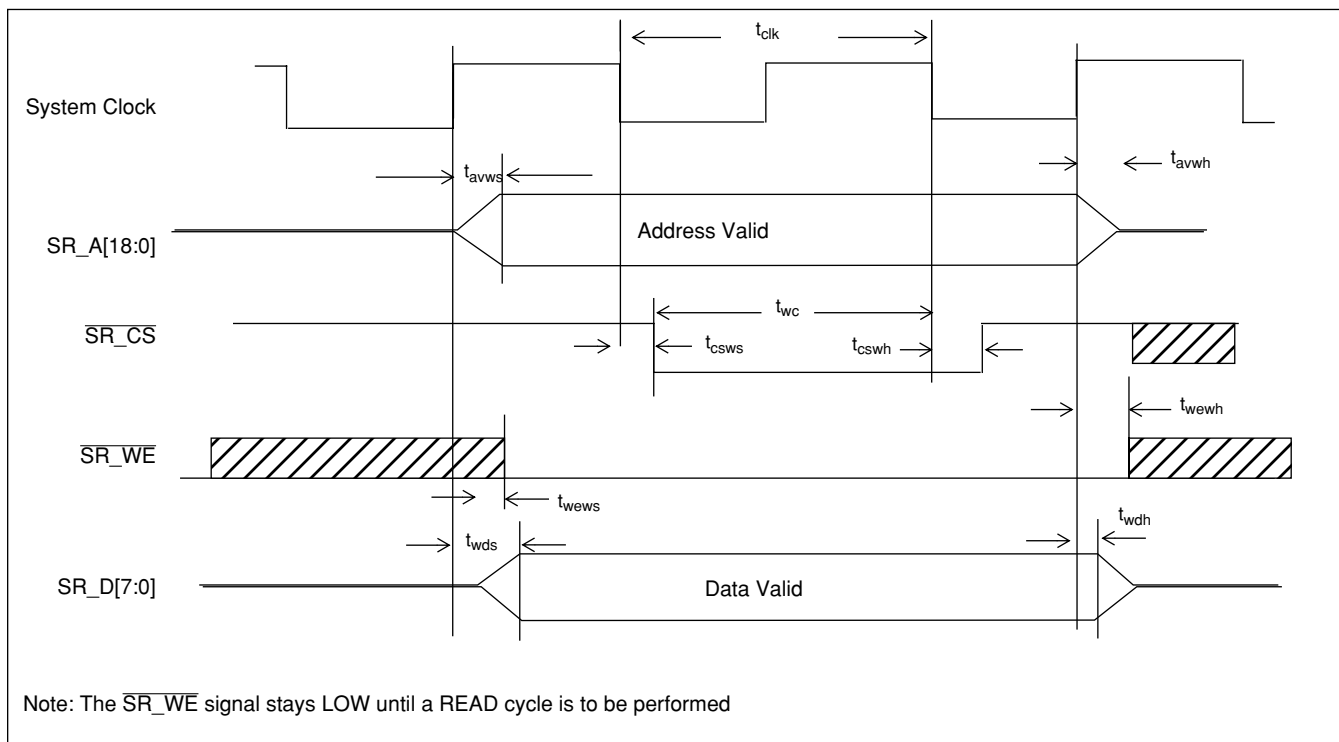 t_clk
System Clock
t_avws
t_avwh
SR_A[18:0]
Address Valid
SR_CS
t_wc
t_csws
t_cswh
t_wewh
SR_WE
t_wews
t_wds
t_wdh
SR_D[7:0]
Data Valid
Note: The SR_WE signal stays LOW until a READ cycle is to be performed